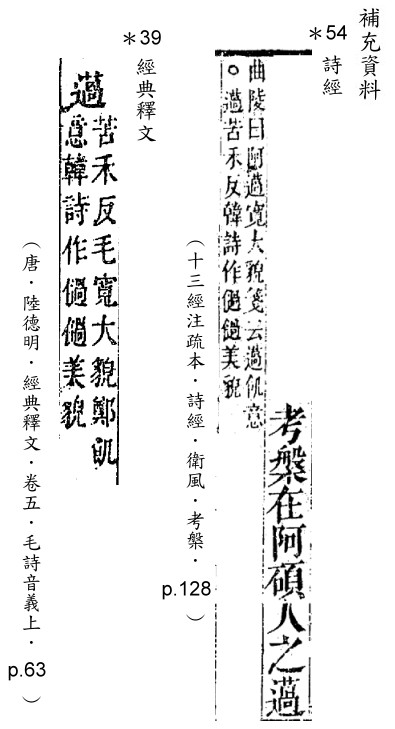 補充資料
＊54 詩經
考槃在阿碩人之薖
曲陵曰阿薖寬大貌箋云薖飢意
○薖苦禾反韓詩作美貌
（十三經注疏本・詩經・衛風・考槃・p.128）
＊39 經典釋文
薖
苦禾反毛寬大貌鄭飢
意韓詩作美貌
（唐・陸德明・經典釋文・卷五・毛詩音義上・p.63）